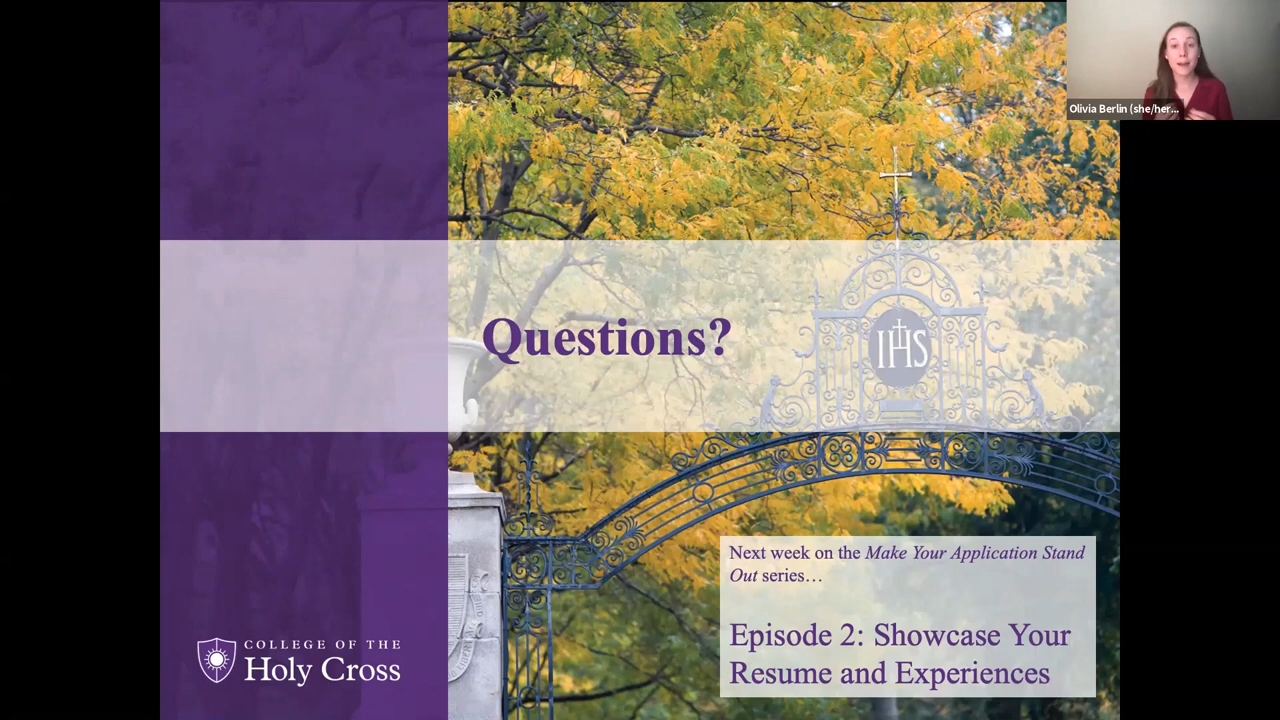 Olivia Berlin (she/her...
Questions?
IHS
Next week on the Make Your Application Stand
Out series…
Episode 2: Showcase Your
Resume and Experiences
COLLEGE OF THE
Holy Cross